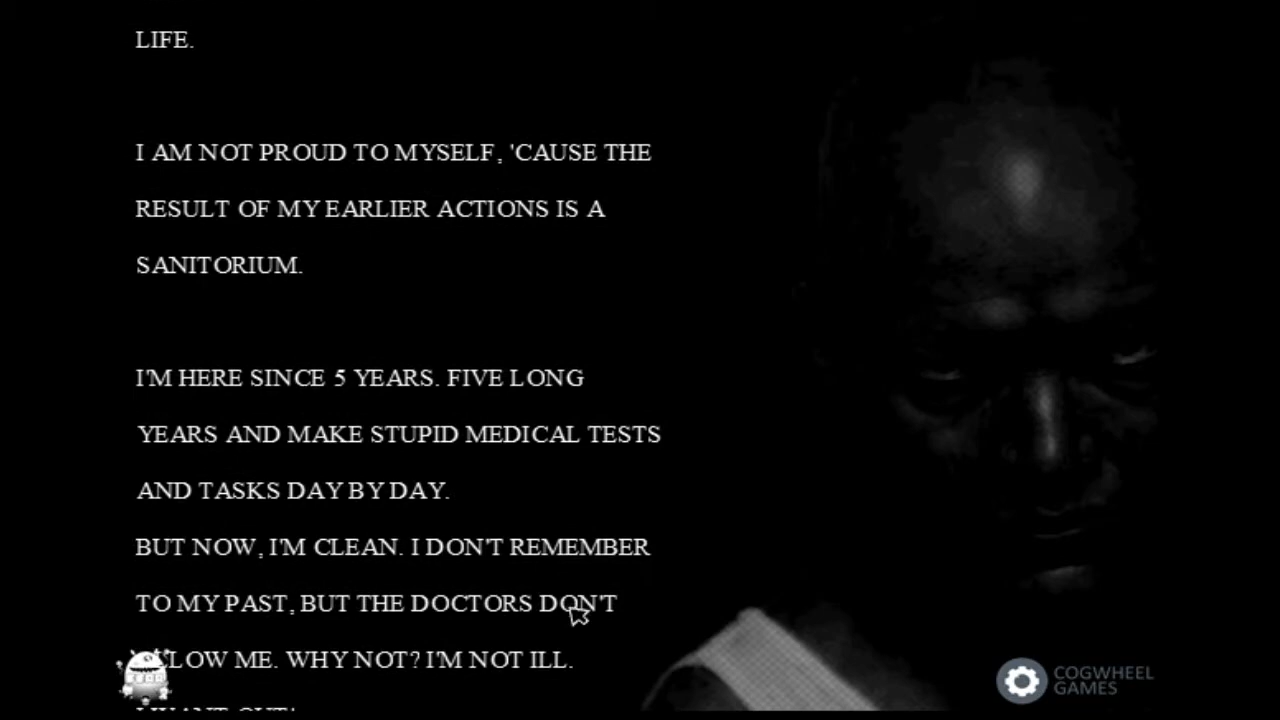 LIFE.
I AM NOT PROUD TO MYSELF, 'CAUSE THE
RESULT OF MY EARLIER ACTIONS IS A
SANITORIUM.
I'M HERE SINCE 5 YEARS. FIVE LONG
YEARS AND MAKE STUPID MEDICAL TESTS
AND TASKS DAY BY DAY.
BUT NOW, I'M CLEAN. I DON'T REMEMBER
TO MY PAST, BUT THE DOCTORS DON'T
LOW ME. WHY NOT? I'M NOT ILL.
I WANT OUT!
COGWHEEL
GAMES